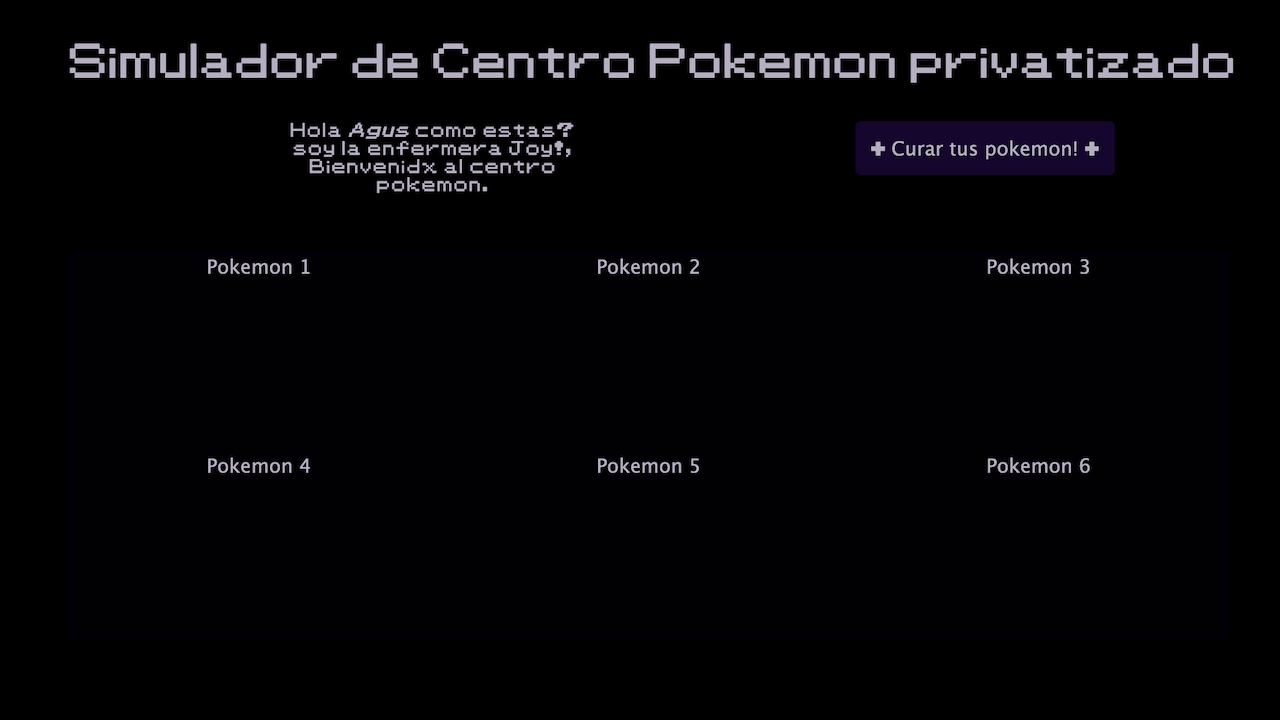 Simulador de Centro Pokemon privatizado
Hola Agus como estas?
soy la enfermera Joy!,
Bienvenidx al centro
pokemon.
✚ Curar tus pokemon! ✚
Pokemon 1
Pokemon 2
Pokemon 3
Pokemon 4
Pokemon 5
Pokemon 6